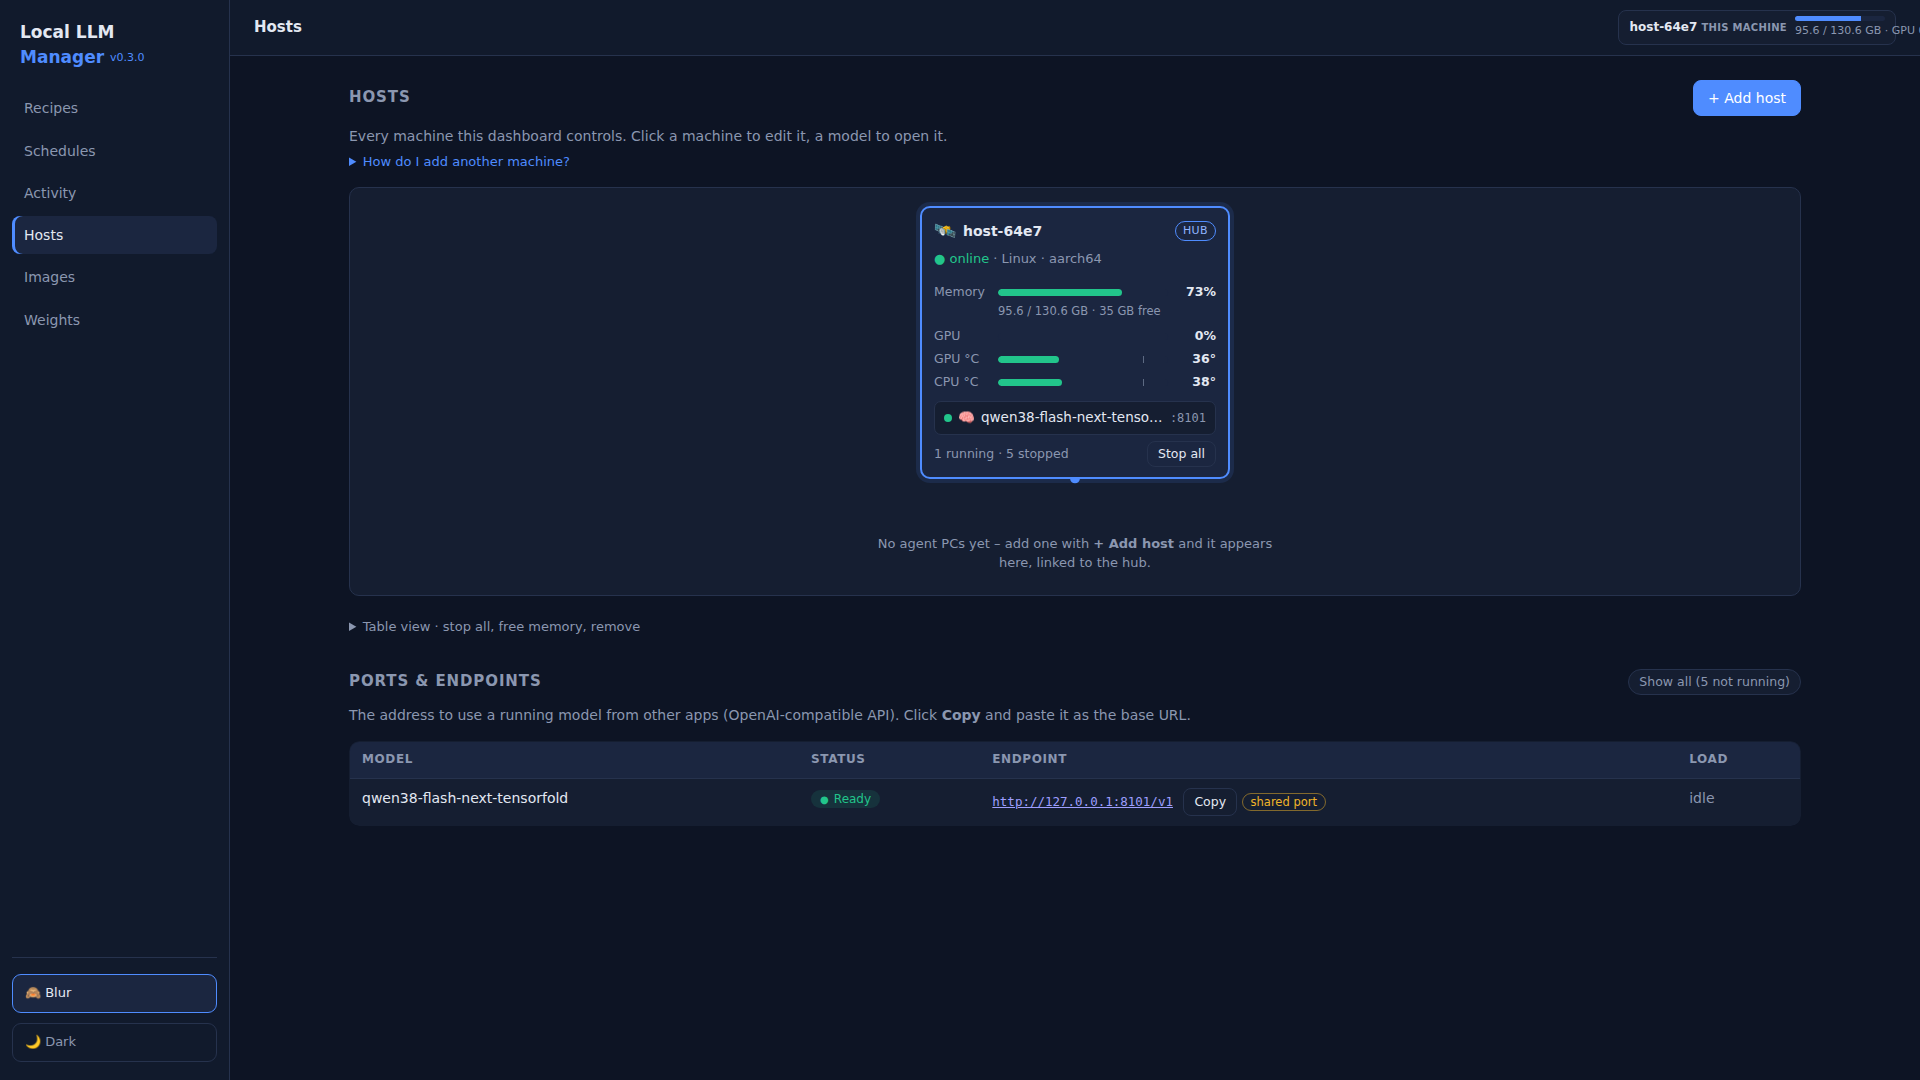 Local LLM
Manager v0.3.0
Recipes
Schedules
Activity
Hosts
Images
Weights
🙈 Blur
🌙 Dark
Hosts
host-64e7 THIS MACHINE
95.6 / 130.6 GB · GPU
HOSTS
+ Add host
Every machine this dashboard controls. Click a machine to edit it, a model to open it.
▶ How do I add another machine?
host-64e7 HUB
● online · Linux · aarch64
Memory 73%
95.6 / 130.6 GB · 35 GB free
GPU 0%
GPU °C 36°
CPU °C 38°
qwen38-flash-next-tenso… :8101
1 running · 5 stopped Stop all
No agent PCs yet – add one with + Add host and it appears
here, linked to the hub.
▶ Table view · stop all, free memory, remove
PORTS & ENDPOINTS
Show all (5 not running)
The address to use a running model from other apps (OpenAI-compatible API). Click Copy and paste it as the base URL.
MODEL STATUS ENDPOINT LOAD
qwen38-flash-next-tensorfold ● Ready http://127.0.0.1:8101/v1 Copy shared port idle